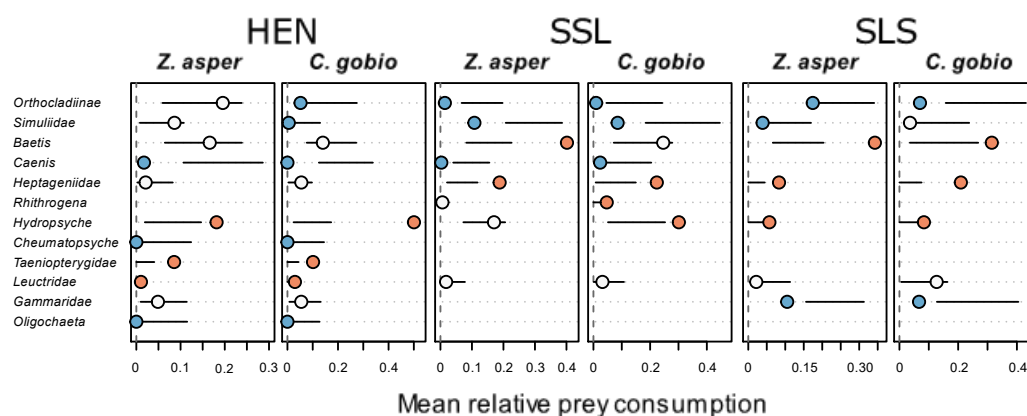 HEN SSL SLS
Z. asper C. gobio Z. asper C. gobio Z. asper C. gobio
Orthocladiinae
Simuliidae
Baetis
Caenis
Heptageniidae
Rhithrogena
Hydropsyche
Cheumatopsyche
Taeniopterygidae
Leuctridae
Gammaridae
Oligochaeta
0 0.1 0.2 0.3 0 0.2 0.4 0 0.1 0.2 0.3 0.4 0 0.2 0.4 0 0.15 0.30 0 0.2 0.4
Mean relative prey consumption